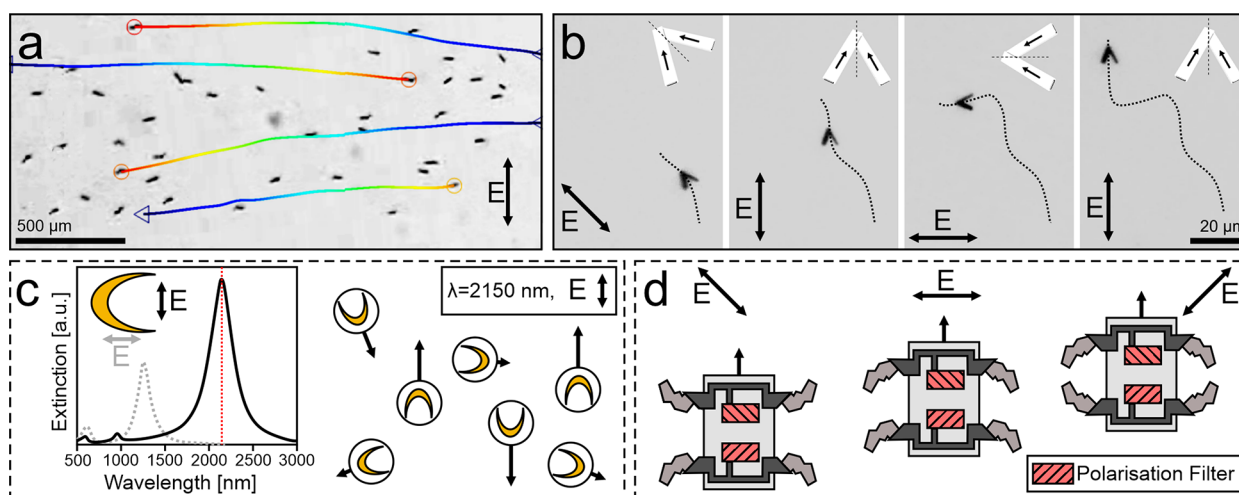 a
E
500 µm
b
E
E
E
E
20 µm
c
λ=2150 nm, E
E
E
Extinction [a.u.]
500 1000 1500 2000 2500 3000
Wavelength [nm]
d
E
E
E
Polarisation Filter